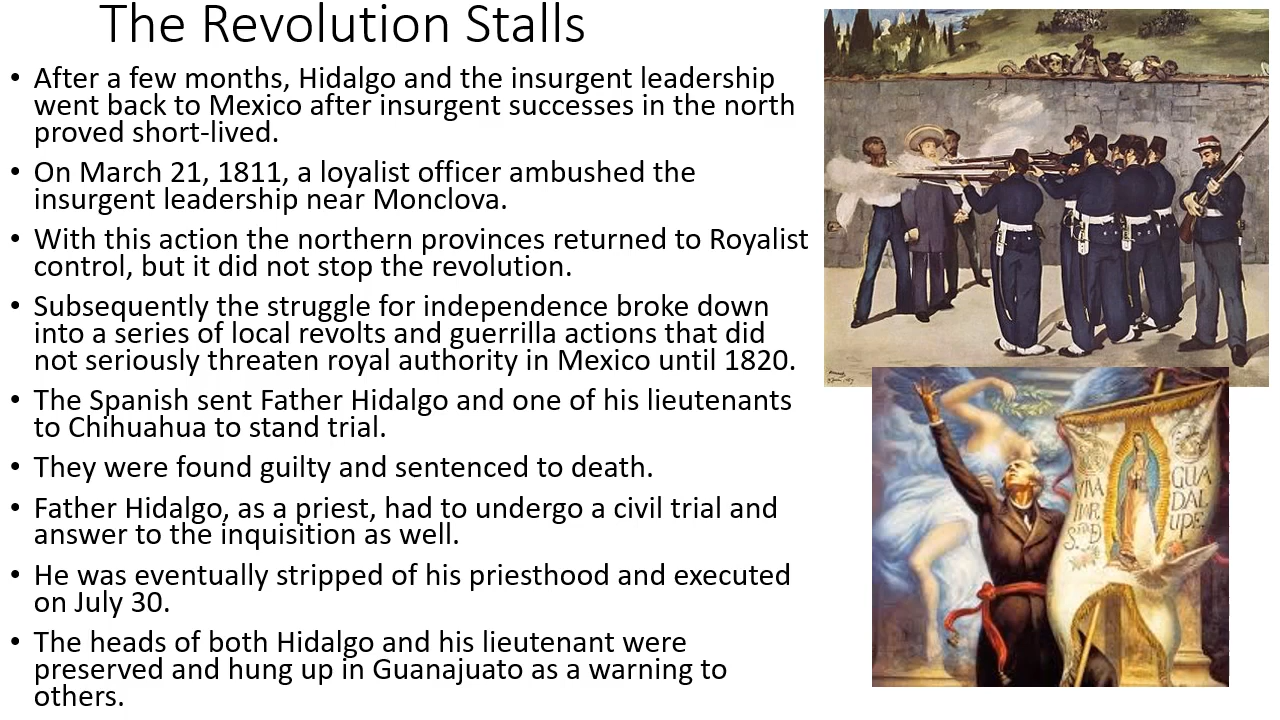 The Revolution Stalls
• After a few months, Hidalgo and the insurgent leadership
went back to Mexico after insurgent successes in the north
proved short-lived.
• On March 21, 1811, a loyalist officer ambushed the
insurgent leadership near Monclova.
• With this action the northern provinces returned to Royalist
control, but it did not stop the revolution.
• Subsequently the struggle for independence broke down
into a series of local revolts and guerrilla actions that did
not seriously threaten royal authority in Mexico until 1820.
• The Spanish sent Father Hidalgo and one of his lieutenants
to Chihuahua to stand trial.
• They were found guilty and sentenced to death.
• Father Hidalgo, as a priest, had to undergo a civil trial and
answer to the inquisition as well.
• He was eventually stripped of his priesthood and executed
on July 30.
• The heads of both Hidalgo and his lieutenant were
preserved and hung up in Guanajuato as a warning to
others.
VIVA
GUA
DAL
UPE